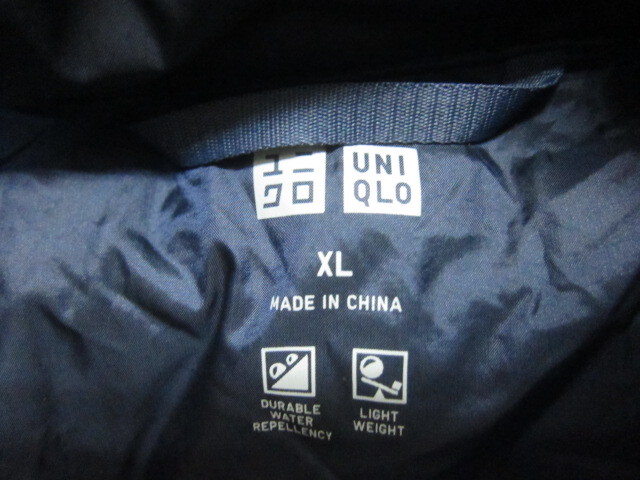 ユニ UNI
クロ QLO
XL
MADE IN CHINA
DURABLE
WATER
REPELLENCY
LIGHT
WEIGHT